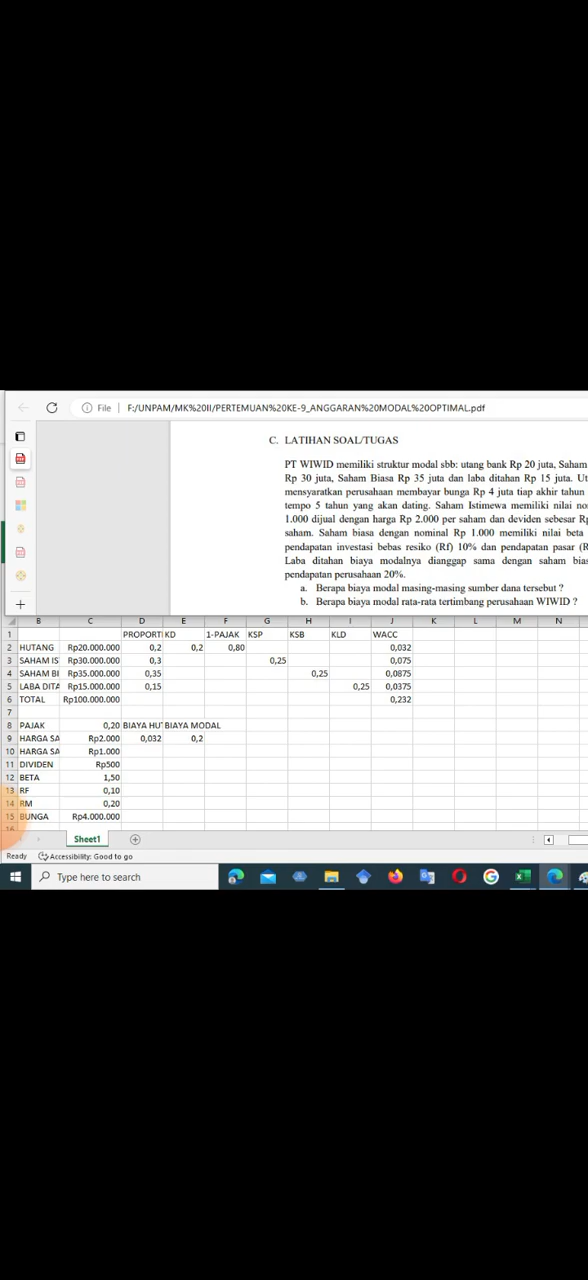 File F:/UNPAM/MK%20II/PERTEMUAN%20KE-9_ANGGARAN%20MODAL%20OPTIMAL.pdf
C. LATIHAN SOAL/TUGAS
PT WIWID memiliki struktur modal sbb: utang bank Rp 20 juta, Saham
Rp 30 juta, Saham Biasa Rp 35 juta dan laba ditahan Rp 15 juta. Ut
mensyaratkan perusahaan membayar bunga Rp 4 juta tiap akhir tahun
tempo 5 tahun yang akan datang. Saham Istimewa memiliki nilai no
1.000 dijual dengan harga Rp 2.000 per saham dan deviden sebesar Rp
saham. Saham biasa dengan nominal Rp 1.000 memiliki nilai beta
pendapatan investasi bebas resiko (Rf) 10% dan pendapatan pasar (R
Laba ditahan biaya modalnya dianggap sama dengan saham bias
pendapatan perusahaan 20%.
a. Berapa biaya modal masing-masing sumber dana tersebut ?
b. Berapa biaya modal rata-rata tertimbang perusahaan WIWID ?
B C D E F G H I J K L M N
1 PROPORTI KD 1-PAJAK KSP KSB KLD WACC
2 HUTANG Rp20.000.000 0,2 0,2 0,80 0,032
3 SAHAM IS Rp30.000.000 0,3 0,25 0,075
4 SAHAM BI Rp35.000.000 0,35 0,25 0,0875
5 LABA DITA Rp15.000.000 0,15 0,25 0,0375
6 TOTAL Rp100.000.000 0,232
7
8 PAJAK 0,20 BIAYA HUT BIAYA MODAL
9 HARGA SA Rp2.000 0,032 0,2
10 HARGA SA Rp1.000
11 DIVIDEN Rp500
12 BETA 1,50
13 RF 0,10
14 RM 0,20
15 BUNGA Rp4.000.000
16
Sheet1
Ready Accessibility: Good to go
Type here to search